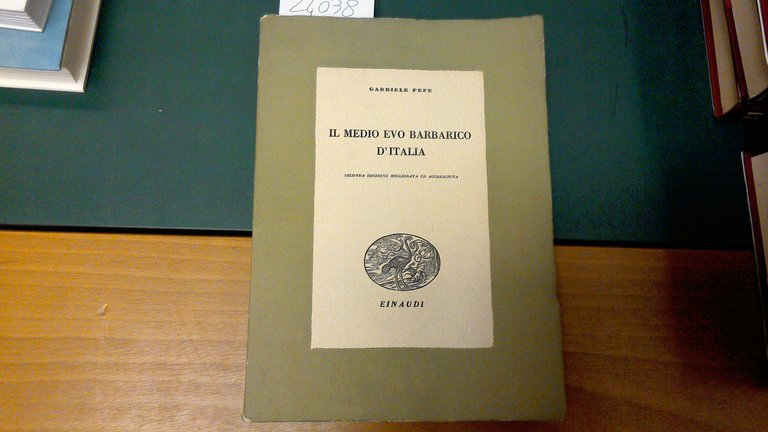 24038
GABRIELE PEPE
IL MEDIO EVO BARBARICO
D'ITALIA
SECONDA EDIZIONE MIGLIORATA ED ACCRESCIUTA
EINAUDI